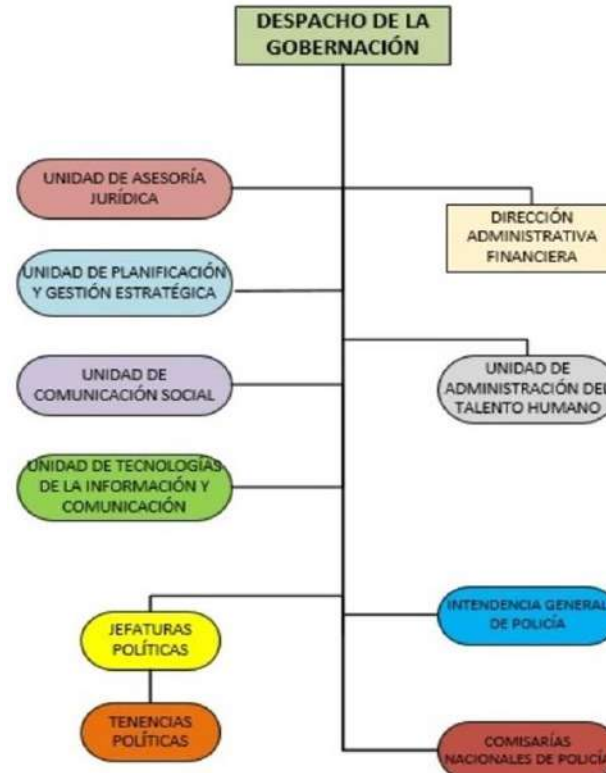 DESPACHO DE LA
GOBERNACIÓN
UNIDAD DE ASESORÍA
JURÍDICA
DIRECCIÓN
ADMINISTRATIVA
FINANCIERA
UNIDAD DE PLANIFICACIÓN
Y GESTIÓN ESTRATÉGICA
UNIDAD DE
COMUNICACIÓN SOCIAL
UNIDAD DE
ADMINISTRACIÓN DEL
TALENTO HUMANO
UNIDAD DE TECNOLOGÍAS
DE LA INFORMACIÓN Y
COMUNICACIÓN
JEFATURAS
POLÍTICAS
INTENDENCIA GENERAL
DE POLICÍA
TENENCIAS
POLÍTICAS
COMISARÍAS
NACIONALES DE POLICÍA